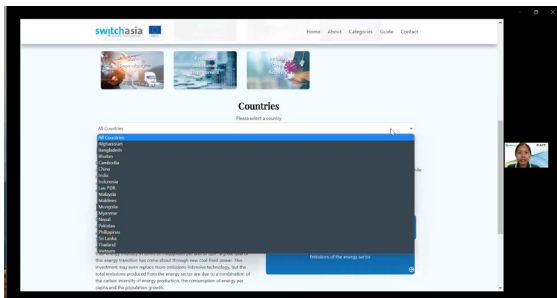 switchasia
Home About Categories Guide Contact
Countries
Please select a country
All Countries
All Countries
Afghanistan
Bangladesh
Bhutan
Cambodia
China
India
Indonesia
Lao PDR
Malaysia
Maldives
Mongolia
Myanmar
Nepal
Pakistan
Philippines
Sri Lanka
Thailand
Vietnam
this energy transition has come about through new coal-fired power. This
investment may even replace more emissions-intensive technology, but the
total emissions produced from the energy sector are due to a combination of
the carbon intensity of energy production, the consumption of energy per
capita and the population growth.
Emissions of the energy sector